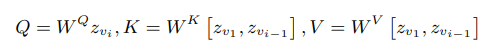 Q = W^Q z_{v_i}, K = W^K [z_{v_1}, z_{v_{i-1}}], V = W^V [z_{v_1}, z_{v_{i-1}}]